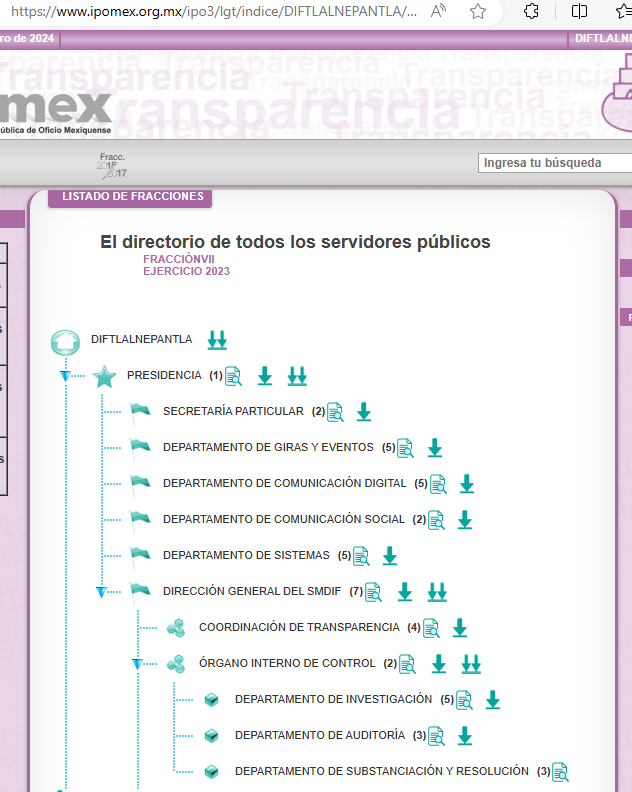 https://www.ipomex.org.mx/ipo3/lgt/indice/DIFTLALNEPANTLA/...
ro de 2024
DIFTLALNE
mex
ública de Oficio Mexiquense
Transparencia
Fracc.
2017
Ingresa tu búsqueda
LISTADO DE FRACCIONES
El directorio de todos los servidores públicos
FRACCIÓNVII
EJERCICIO 2023
DIFTLALNEPANTLA
PRESIDENCIA (1)
SECRETARÍA PARTICULAR (2)
DEPARTAMENTO DE GIRAS Y EVENTOS (5)
DEPARTAMENTO DE COMUNICACIÓN DIGITAL (5)
DEPARTAMENTO DE COMUNICACIÓN SOCIAL (2)
DEPARTAMENTO DE SISTEMAS (5)
DIRECCIÓN GENERAL DEL SMDIF (7)
COORDINACIÓN DE TRANSPARENCIA (4)
ÓRGANO INTERNO DE CONTROL (2)
DEPARTAMENTO DE INVESTIGACIÓN (5)
DEPARTAMENTO DE AUDITORÍA (3)
DEPARTAMENTO DE SUBSTANCIACIÓN Y RESOLUCIÓN (3)